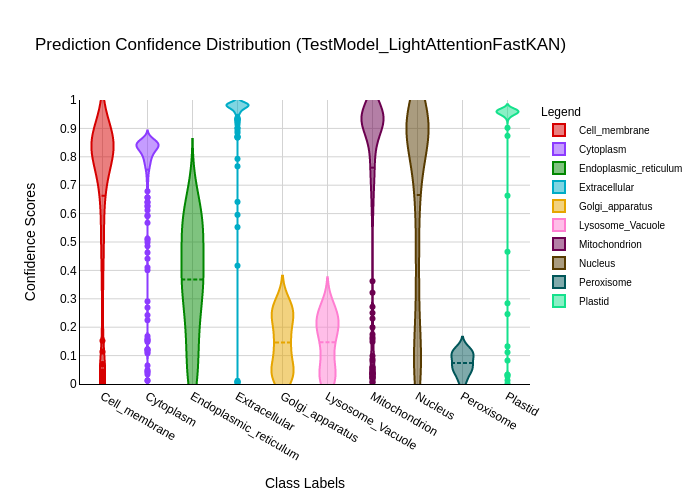 Prediction Confidence Distribution (TestModel_LightAttentionFastKAN)
Confidence Scores
1
0.9
0.8
0.7
0.6
0.5
0.4
0.3
0.2
0.1
0
Cell_membrane
Cytoplasm
Endoplasmic_reticulum
Extracellular
Golgi_apparatus
Lysosome_Vacuole
Mitochondrion
Nucleus
Peroxisome
Plastid
Class Labels
Legend
Cell_membrane
Cytoplasm
Endoplasmic_reticulum
Extracellular
Golgi_apparatus
Lysosome_Vacuole
Mitochondrion
Nucleus
Peroxisome
Plastid